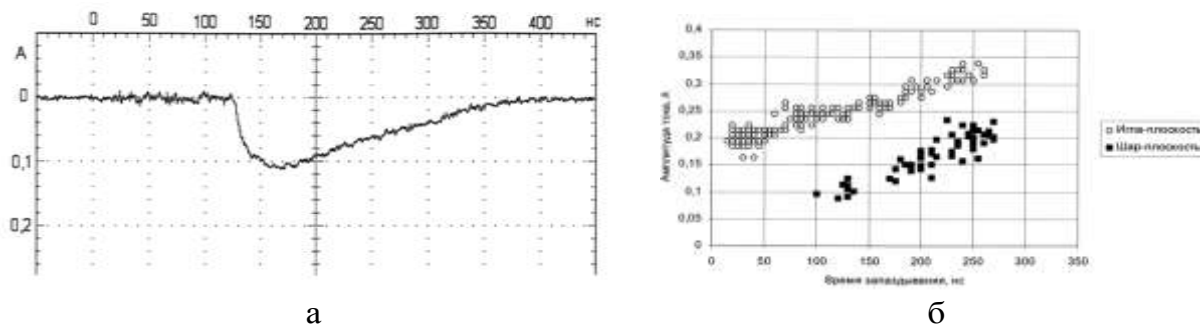 0 50 100 150 200 250 300 350 400 нс
А
0
0,1
0,2
а
0,4
0,35
0,3
0,25
0,2
0,15
0,1
0,05
0
0 50 100 150 200 250 300 350
Амплитуда тока, А
Время запаздывания, нс
Игла-плоскость
Шар-плоскость
б